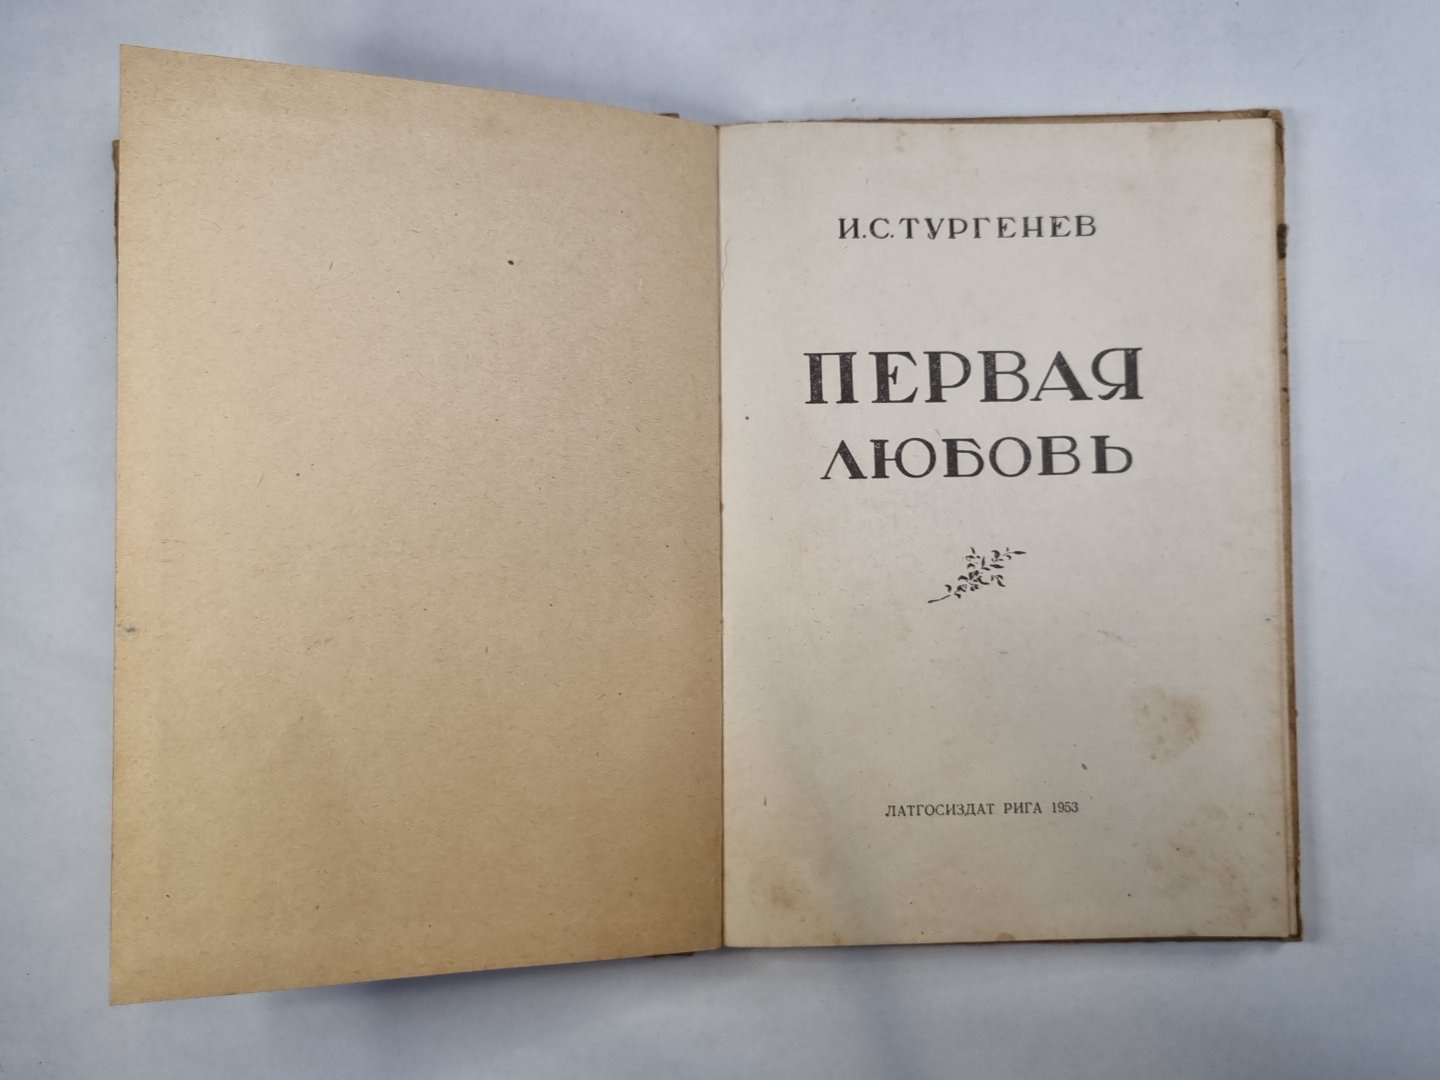 И.С.ТУРГЕНЕВ
ПЕРВАЯ
ЛЮБОВЬ
ЛАТГОСИЗДАТ РИГА 1953